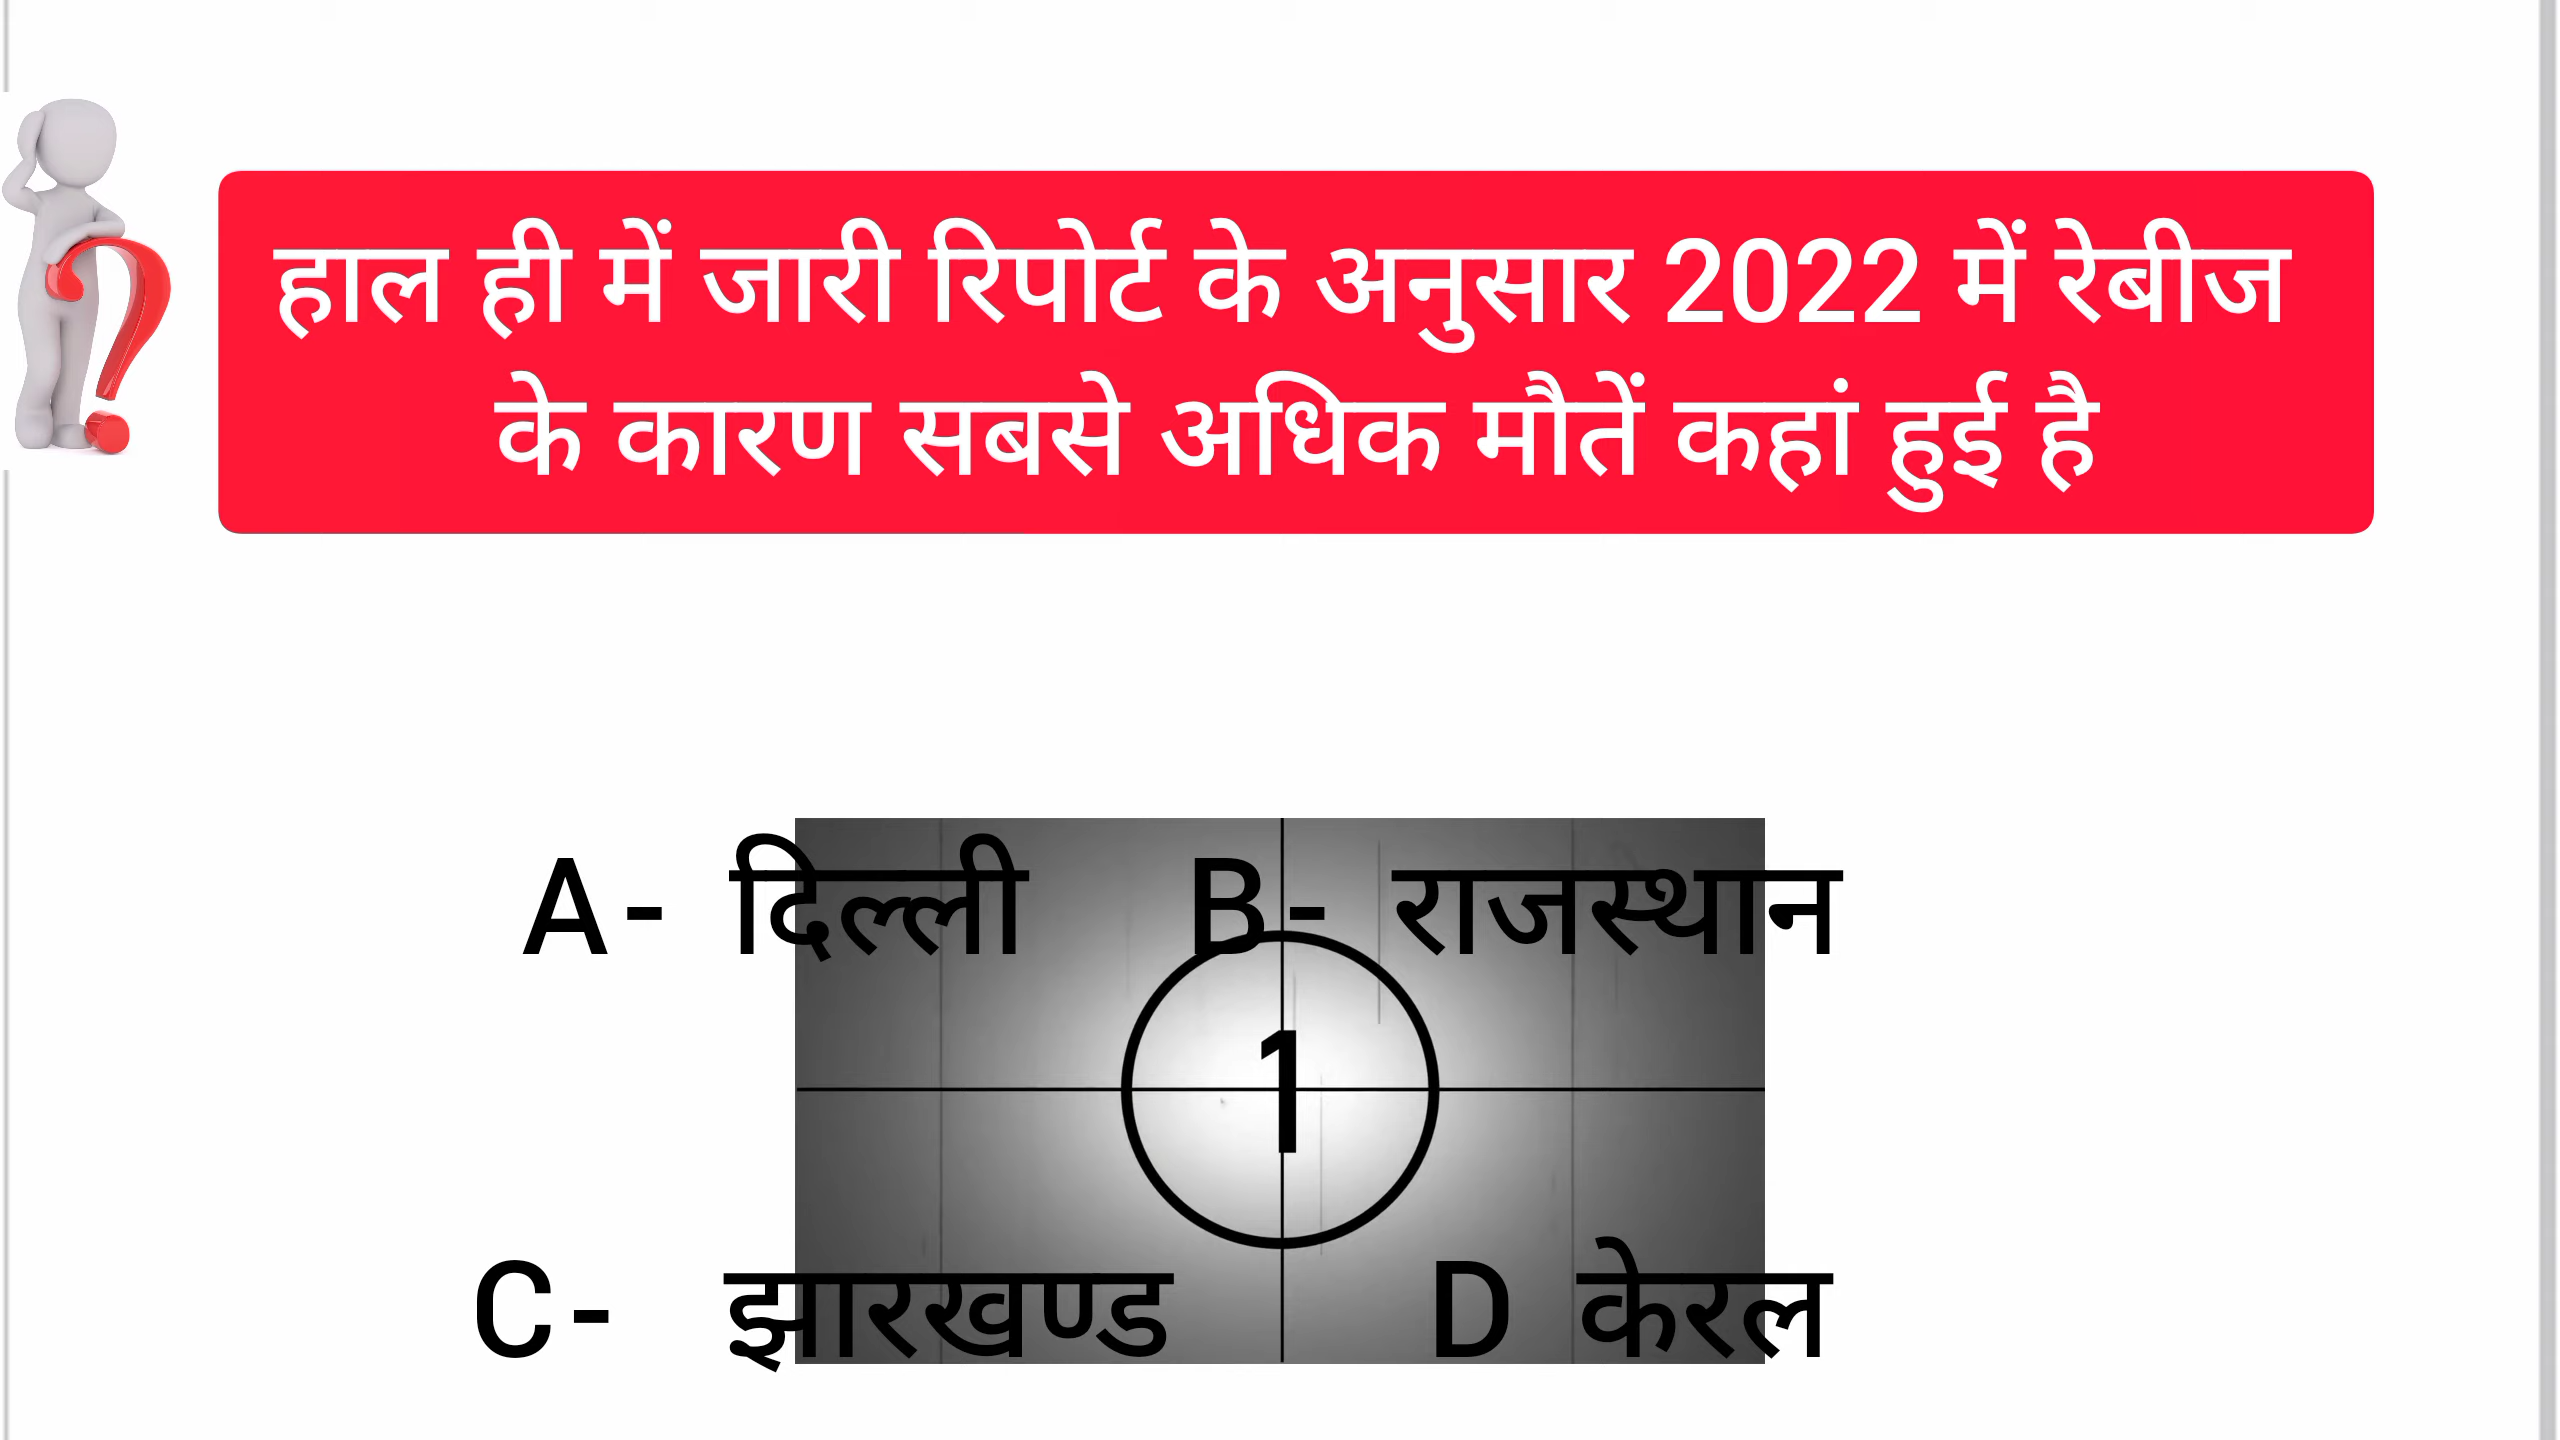 हाल ही में जारी रिपोर्ट के अनुसार 2022 में रेबीज
के कारण सबसे अधिक मौतें कहां हुई है
A- दिल्ली B- राजस्थान
1
C- झारखण्ड D केरल